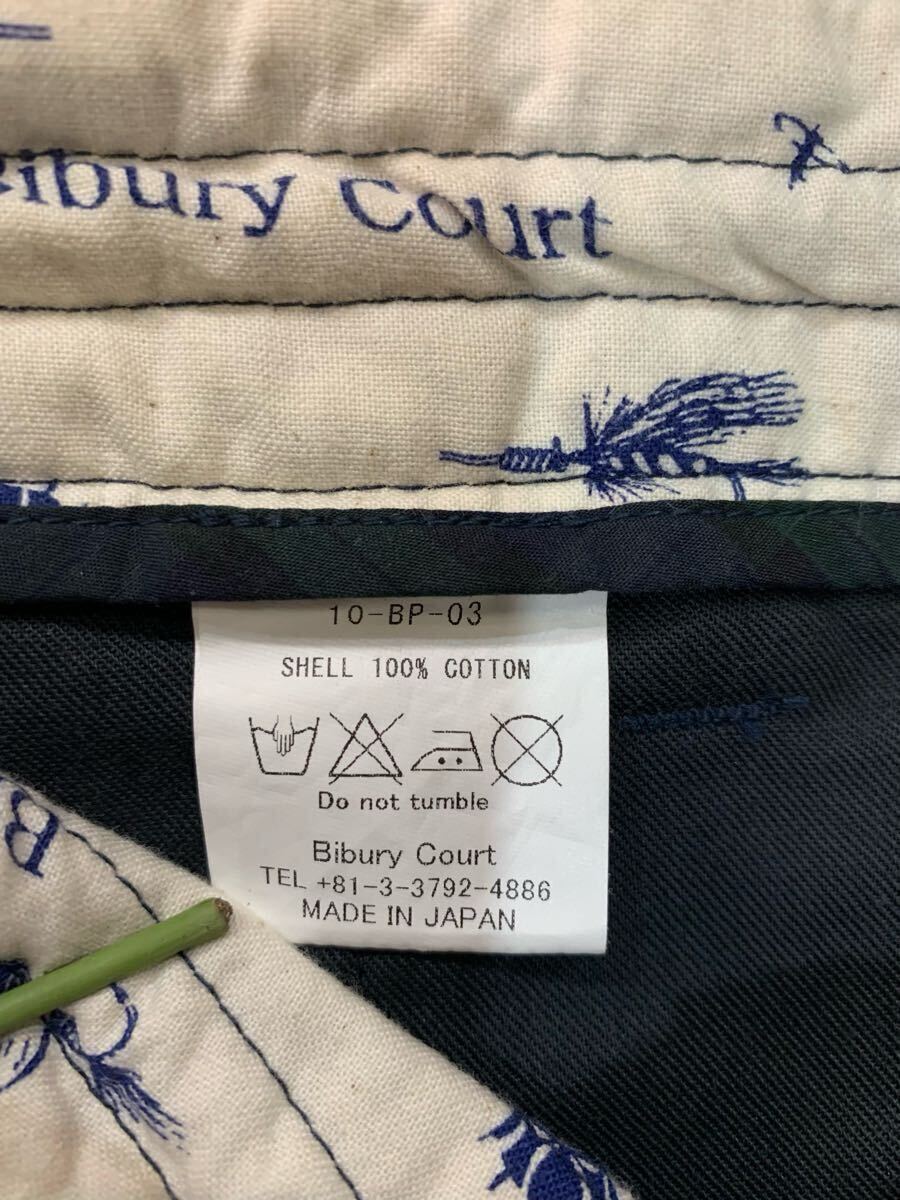 Bibury Court
10-BP-03
SHELL 100% COTTON
Do not tumble
Bibury Court
TEL +81-3-3792-4886
MADE IN JAPAN
B